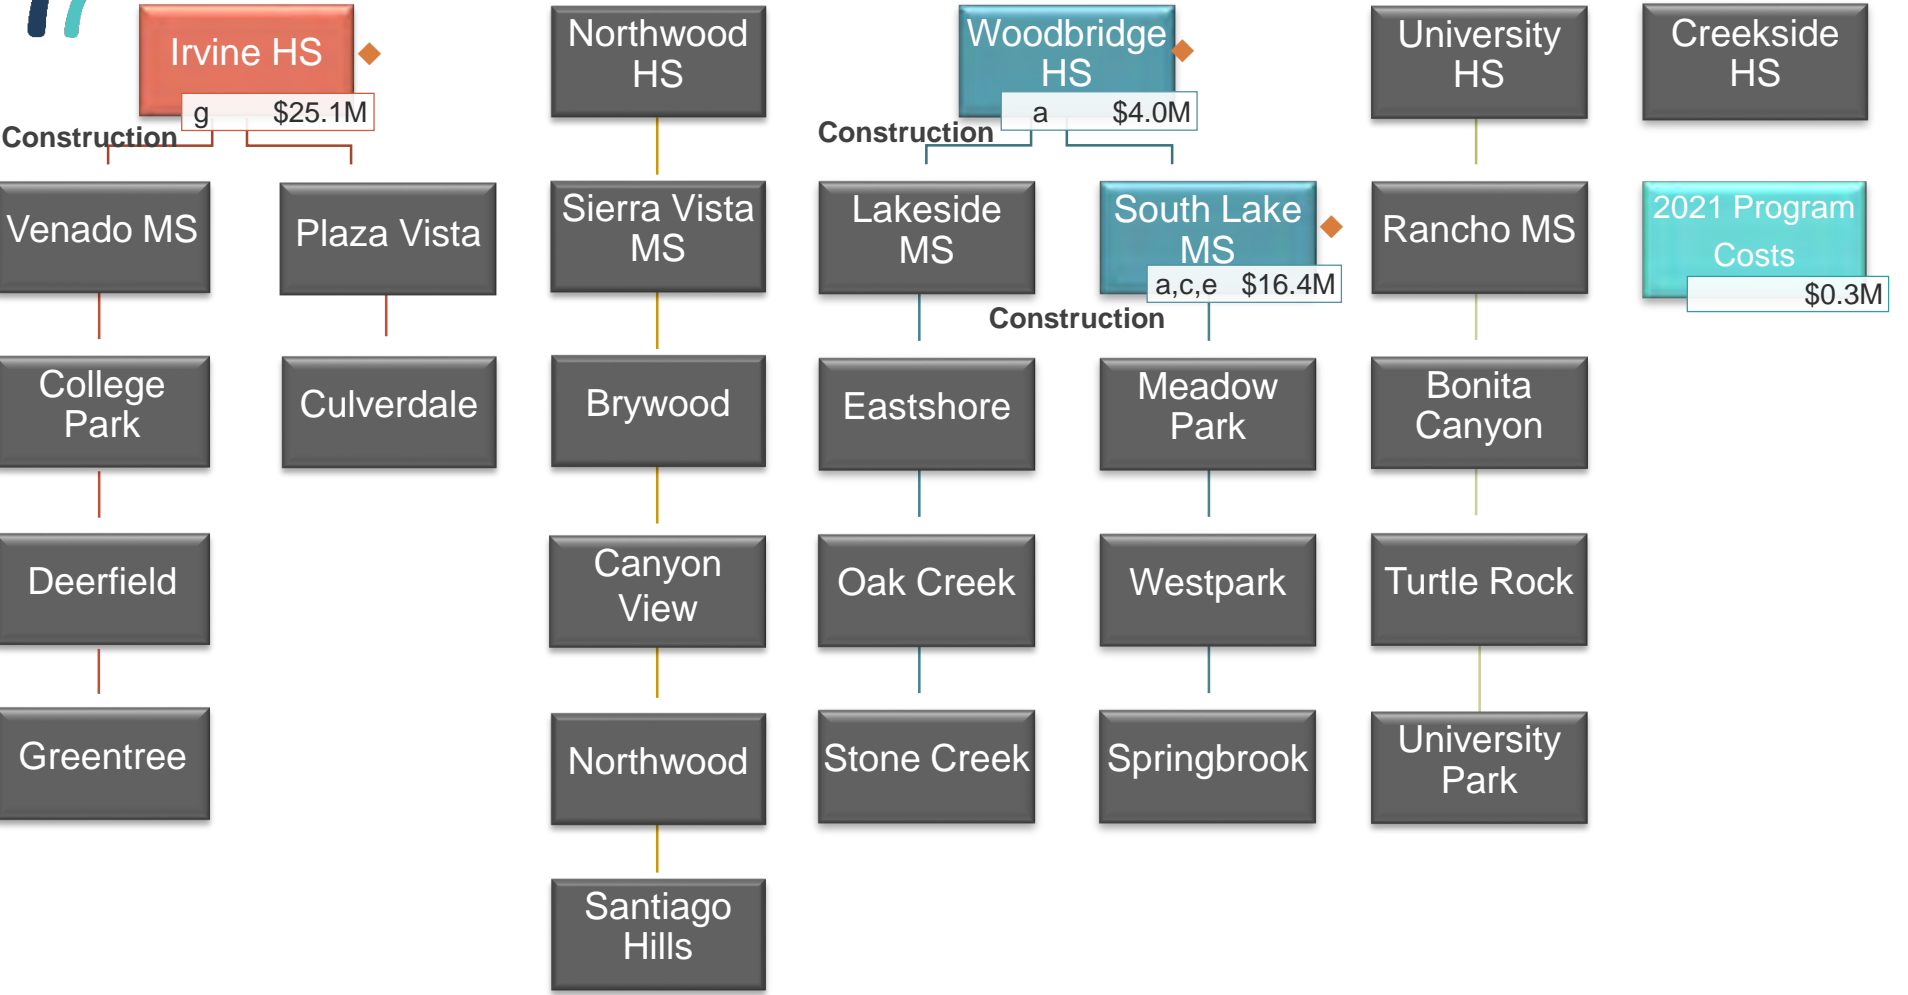 Irvine HS
g $25.1M
Construction
Northwood
HS
Woodbridge
HS
a $4.0M
Construction
University
HS
Creekside
HS
Venado MS
Plaza Vista
Sierra Vista
MS
Lakeside
MS
South Lake
MS
a,c,e $16.4M
Construction
Rancho MS
2021 Program
Costs
$0.3M
College
Park
Culverdale
Brywood
Eastshore
Meadow
Park
Bonita
Canyon
Deerfield
Canyon
View
Oak Creek
Westpark
Turtle Rock
Greentree
Northwood
Stone Creek
Springbrook
University
Park
Santiago
Hills